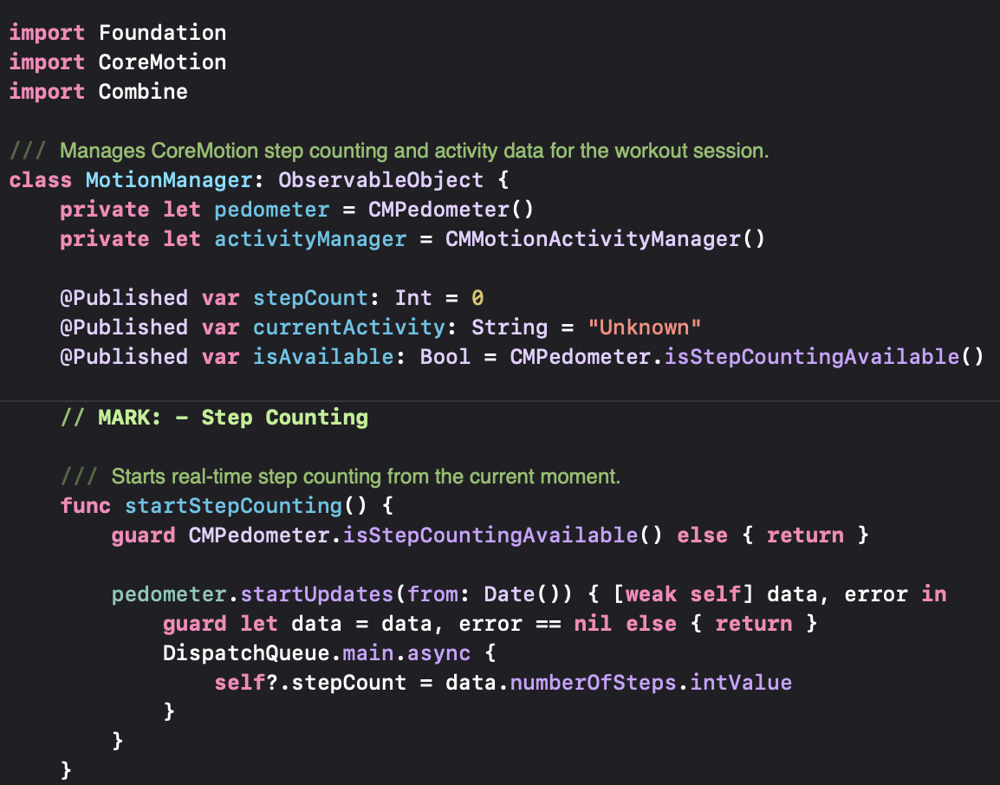 import Foundation
import CoreMotion
import Combine
/// Manages CoreMotion step counting and activity data for the workout session.
class MotionManager: ObservableObject {
private let pedometer = CMPedometer()
private let activityManager = CMMotionActivityManager()
@Published var stepCount: Int = 0
@Published var currentActivity: String = "Unknown"
@Published var isAvailable: Bool = CMPedometer.isStepCountingAvailable()
// MARK: - Step Counting
/// Starts real-time step counting from the current moment.
func startStepCounting() {
guard CMPedometer.isStepCountingAvailable() else { return }
pedometer.startUpdates(from: Date()) { [weak self] data, error in
guard let data = data, error == nil else { return }
DispatchQueue.main.async {
self?.stepCount = data.numberOfSteps.intValue
}
}
}